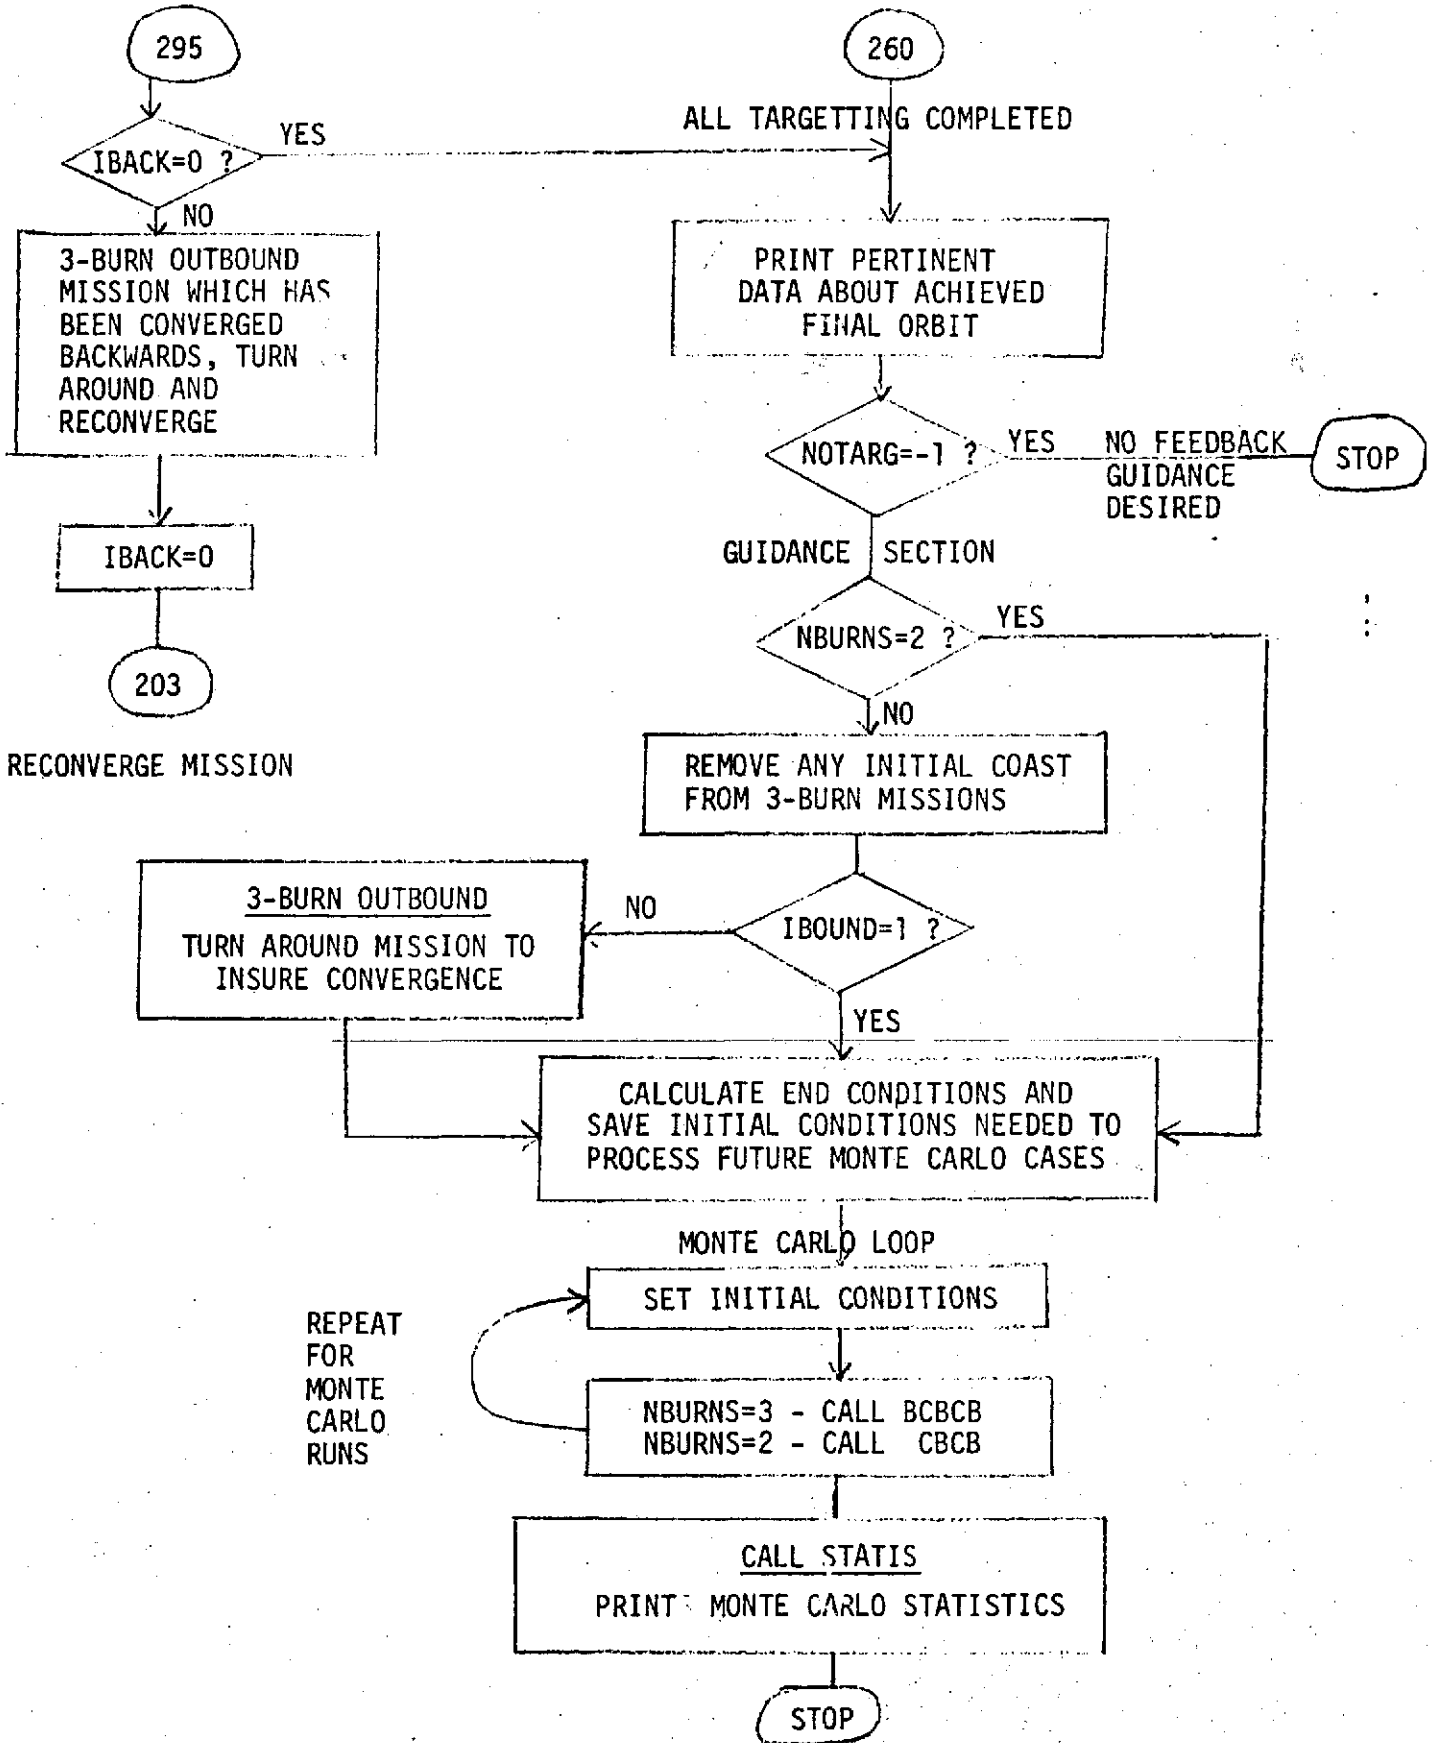 295
IBACK=0 ?
YES
NO
3-BURN OUTBOUND
MISSION WHICH HAS
BEEN CONVERGED
BACKWARDS, TURN
AROUND AND
RECONVERGE
IBACK=0
203
RECONVERGE MISSION
260
ALL TARGETTING COMPLETED
PRINT PERTINENT
DATA ABOUT ACHIEVED
FINAL ORBIT
NOTARG=-1 ?
YES
NO FEEDBACK
GUIDANCE
DESIRED
STOP
GUIDANCE SECTION
NBURNS=2 ?
YES
NO
REMOVE ANY INITIAL COAST
FROM 3-BURN MISSIONS
IBOUND=1 ?
NO
3-BURN OUTBOUND
TURN AROUND MISSION TO
INSURE CONVERGENCE
YES
CALCULATE END CONDITIONS AND
SAVE INITIAL CONDITIONS NEEDED TO
PROCESS FUTURE MONTE CARLO CASES
MONTE CARLO LOOP
SET INITIAL CONDITIONS
REPEAT
FOR
MONTE
CARLO
RUNS
NBURNS=3 - CALL BCBCB
NBURNS=2 - CALL CBCB
CALL STATIS
PRINT MONTE CARLO STATISTICS
STOP